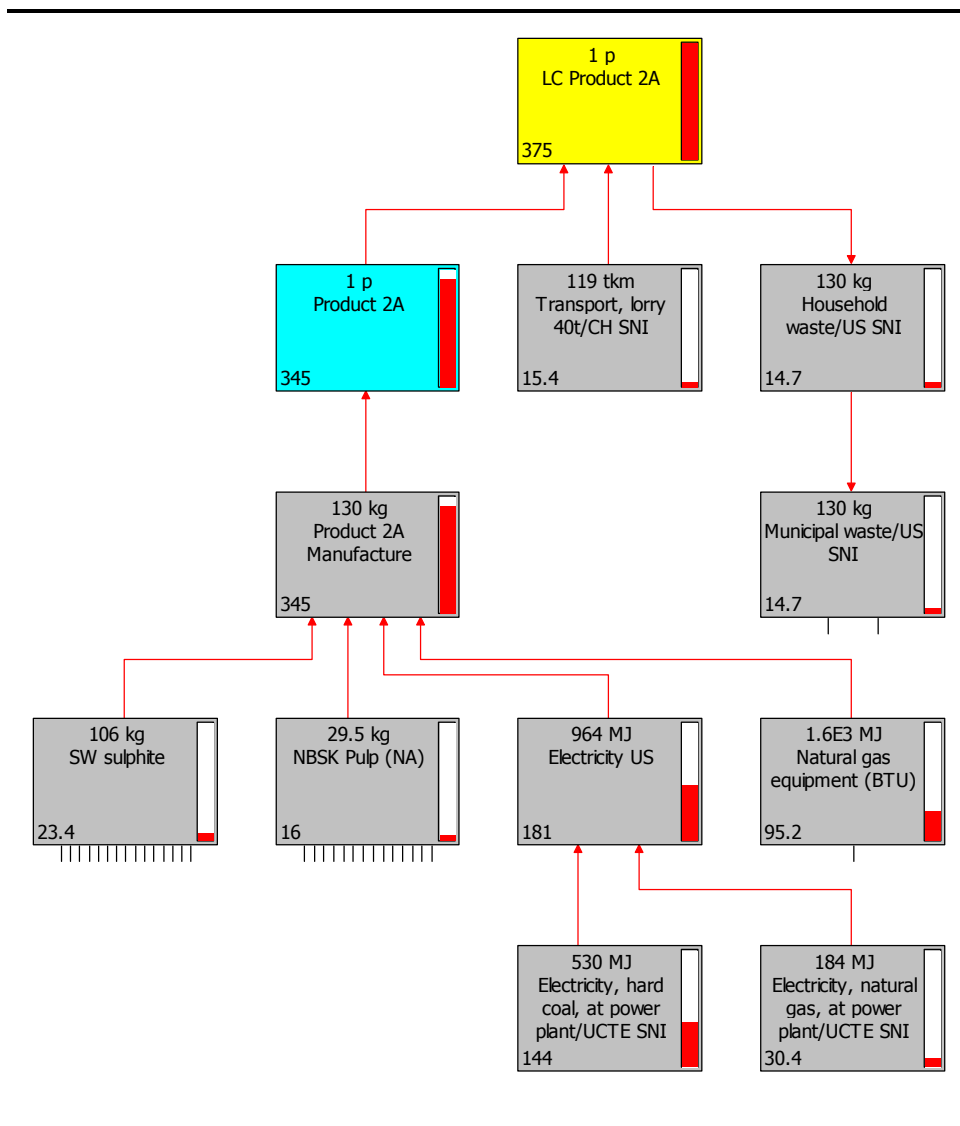 1 p
LC Product 2A
375
1 p
Product 2A
345
119 tkm
Transport, lorry
40t/CH SNI
15.4
130 kg
Household
waste/US SNI
14.7
130 kg
Product 2A
Manufacture
345
130 kg
Municipal waste/US
SNI
14.7
106 kg
SW sulphite
23.4
29.5 kg
NBSK Pulp (NA)
16
964 MJ
Electricity US
181
1.6E3 MJ
Natural gas
equipment (BTU)
95.2
530 MJ
Electricity, hard
coal, at power
plant/UCTE SNI
144
184 MJ
Electricity, natural
gas, at power
plant/UCTE SNI
30.4